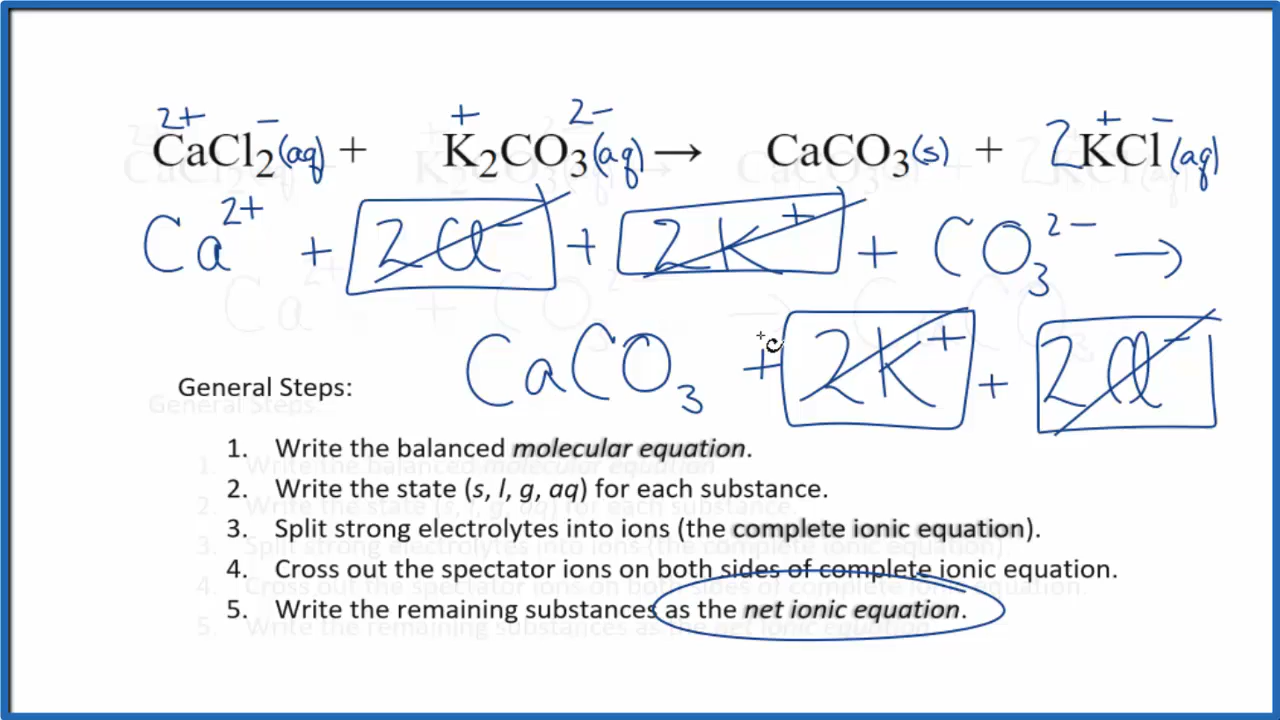 2+ − + 2− + −
CaCl₂(aq) + K₂CO₃(aq) → CaCO₃(s) + 2KCl(aq)
Ca²⁺ + 2Cl⁻ + 2K⁺ + CO₃²⁻ →
CaCO₃ + 2K⁺ + 2Cl⁻
General Steps:
1. Write the balanced molecular equation.
2. Write the state (s, l, g, aq) for each substance.
3. Split strong electrolytes into ions (the complete ionic equation).
4. Cross out the spectator ions on both sides of complete ionic equation.
5. Write the remaining substances as the net ionic equation.